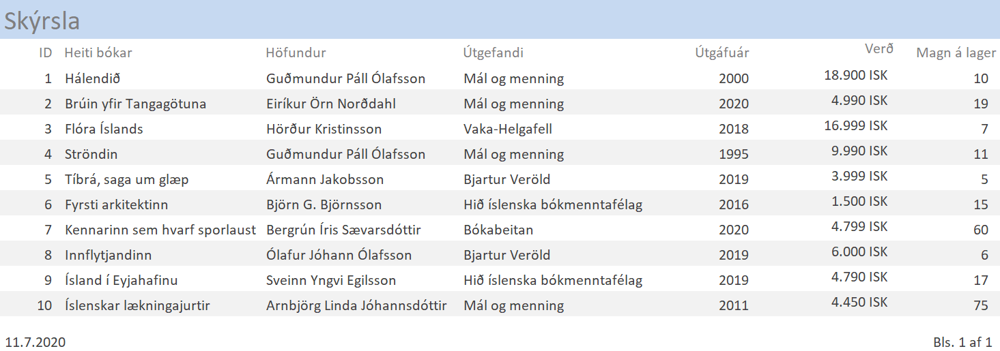 Skýrsla
ID Heiti bókar Höfundur Útgefandi Útgáfuár Verð Magn á lager
1 Hálendið Guðmundur Páll Ólafsson Mál og menning 2000 18.900 ISK 10
2 Brúin yfir Tangagötuna Eiríkur Örn Norðdahl Mál og menning 2020 4.990 ISK 19
3 Flóra Íslands Hörður Kristinsson Vaka-Helgafell 2018 16.999 ISK 7
4 Ströndin Guðmundur Páll Ólafsson Mál og menning 1995 9.990 ISK 11
5 Tíbrá, saga um glæp Ármann Jakobsson Bjartur Veröld 2019 3.999 ISK 5
6 Fyrsti arkitektinn Björn G. Björnsson Hið íslenska bókmenntafélag 2016 1.500 ISK 15
7 Kennarinn sem hvarf sporlaust Bergrún Íris Sævarsdóttir Bókabeitan 2020 4.799 ISK 60
8 Innflytjandinn Ólafur Jóhann Ólafsson Bjartur Veröld 2019 6.000 ISK 6
9 Ísland í Eyjahafinu Sveinn Yngvi Egilsson Hið íslenska bókmenntafélag 2019 4.790 ISK 17
10 Íslenskar lækningajurtir Arnbjörg Linda Jóhannsdóttir Mál og menning 2011 4.450 ISK 75
11.7.2020 Bls. 1 af 1